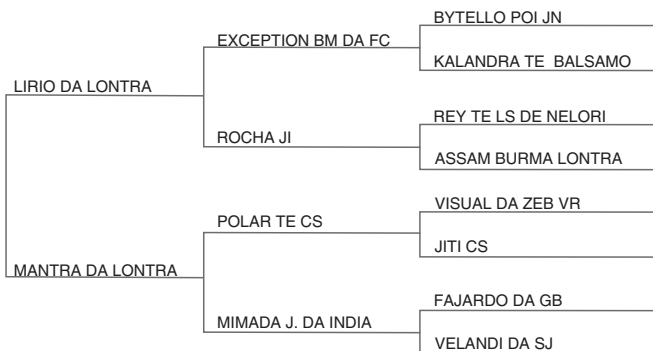 BYTELLO POI JN
EXCEPTION BM DA FC
KALANDRA TE BALSAMO
LIRIO DA LONTRA
REY TE LS DE NELORI
ROCHA JI
ASSAM BURMA LONTRA
VISUAL DA ZEB VR
POLAR TE CS
JITI CS
MANTRA DA LONTRA
FAJARDO DA GB
MIMADA J. DA INDIA
VELANDI DA SJ